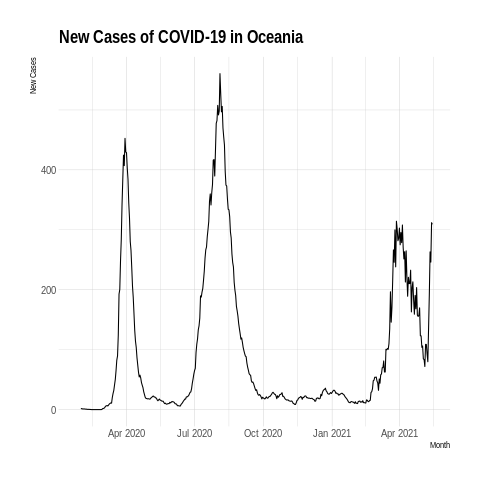 New Cases of COVID-19 in Oceania
New Cases
400
200
0
Apr 2020 Jul 2020 Oct 2020 Jan 2021 Apr 2021
Month